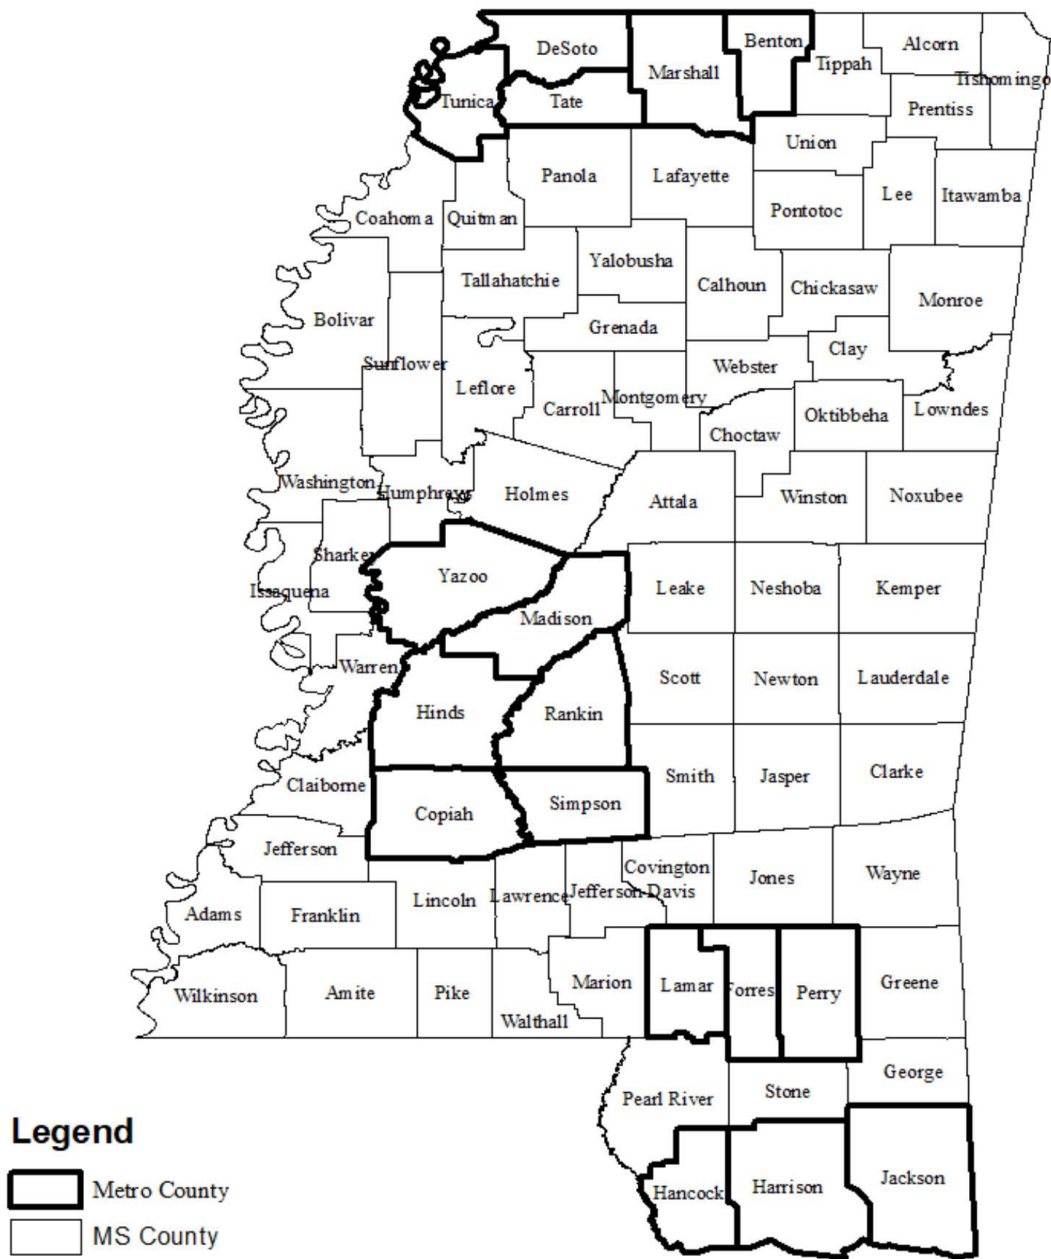 DeSoto
Benton
Alcorn
Tippah
Marshall
Tishomingo
Tunica
Tate
Prentiss
Union
Panola
Lafayette
Lee
Itawamba
Pontotoc
Coahoma
Quitman
Yalobusha
Tallahatchie
Calhoun
Chickasaw
Monroe
Bolivar
Grenada
Clay
Sunflower
Webster
Leflore
Montgomery
Carroll
Oktibbeha
Lowndes
Choctaw
Washington
Humphreys
Holmes
Attala
Winston
Noxubee
Sharkey
Yazoo
Leake
Neshoba
Kemper
Issaquena
Madison
Warren
Scott
Newton
Lauderdale
Hinds
Rankin
Smith
Jasper
Clarke
Claiborne
Copiah
Simpson
Jefferson
Covington
Jones
Wayne
Lincoln
Lawrence
Jefferson-Davis
Adams
Franklin
Marion
Lamar
Forres
Perry
Greene
Wilkinson
Amite
Pike
Walthall
George
Pearl River
Stone
Legend
Jackson
Metro County
Hancock
Harrison
MS County